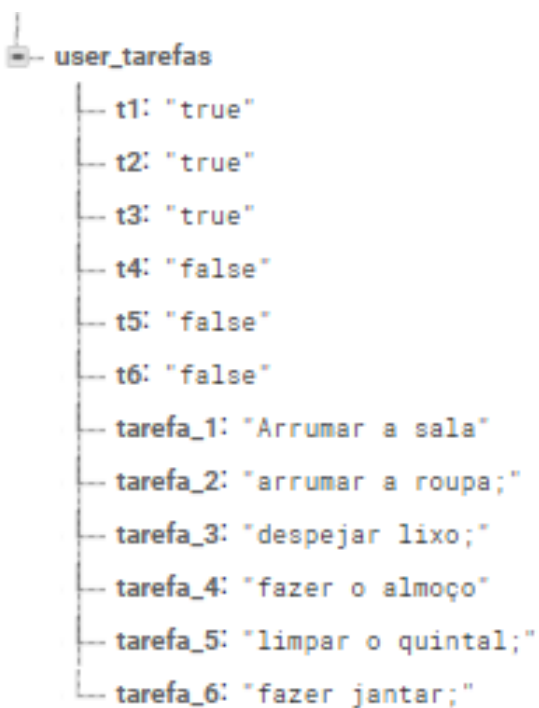 user_tarefas
t1: "true"
t2: "true"
t3: "true"
t4: "false"
t5: "false"
t6: "false"
tarefa_1: "Arrumar a sala"
tarefa_2: "arrumar a roupa;"
tarefa_3: "despejar lixo;"
tarefa_4: "fazer o almoço"
tarefa_5: "limpar o quintal;"
tarefa_6: "fazer jantar;"